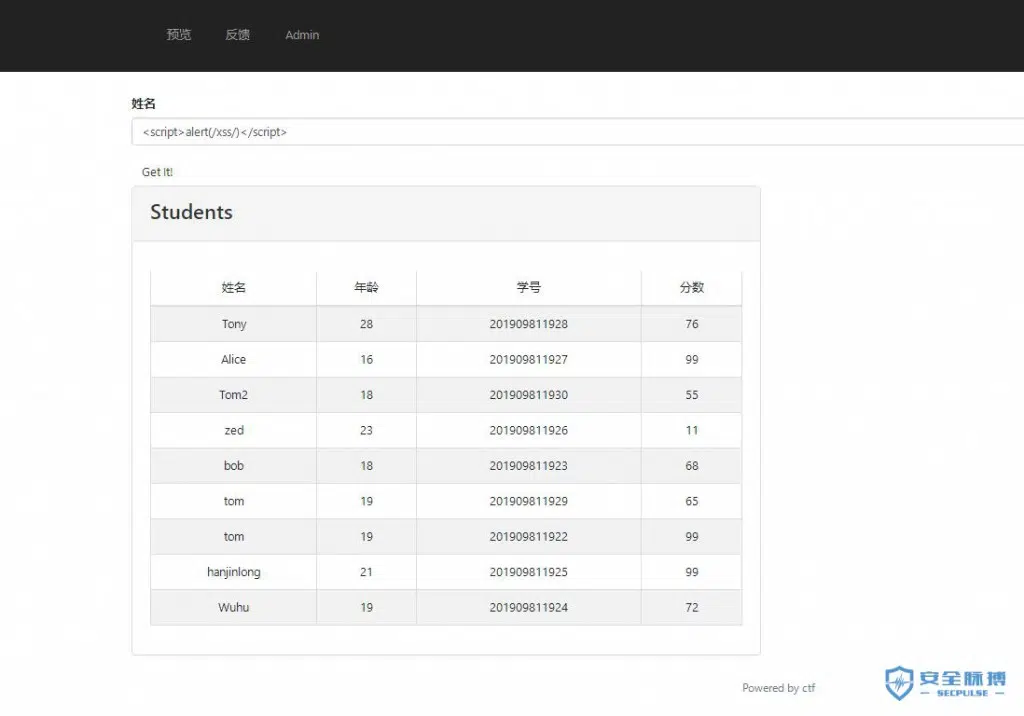 预览 反馈 Admin
姓名
<script>alert(/xss/)</script>
Get It!
Students
姓名 年龄 学号 分数
Tony 28 201909811928 76
Alice 16 201909811927 99
Tom2 18 201909811930 55
zed 23 201909811926 11
bob 18 201909811923 68
tom 19 201909811929 65
tom 19 201909811922 99
hanjinlong 21 201909811925 99
Wuhu 19 201909811924 72
Powered by ctf
安全脉搏
SECPULSE